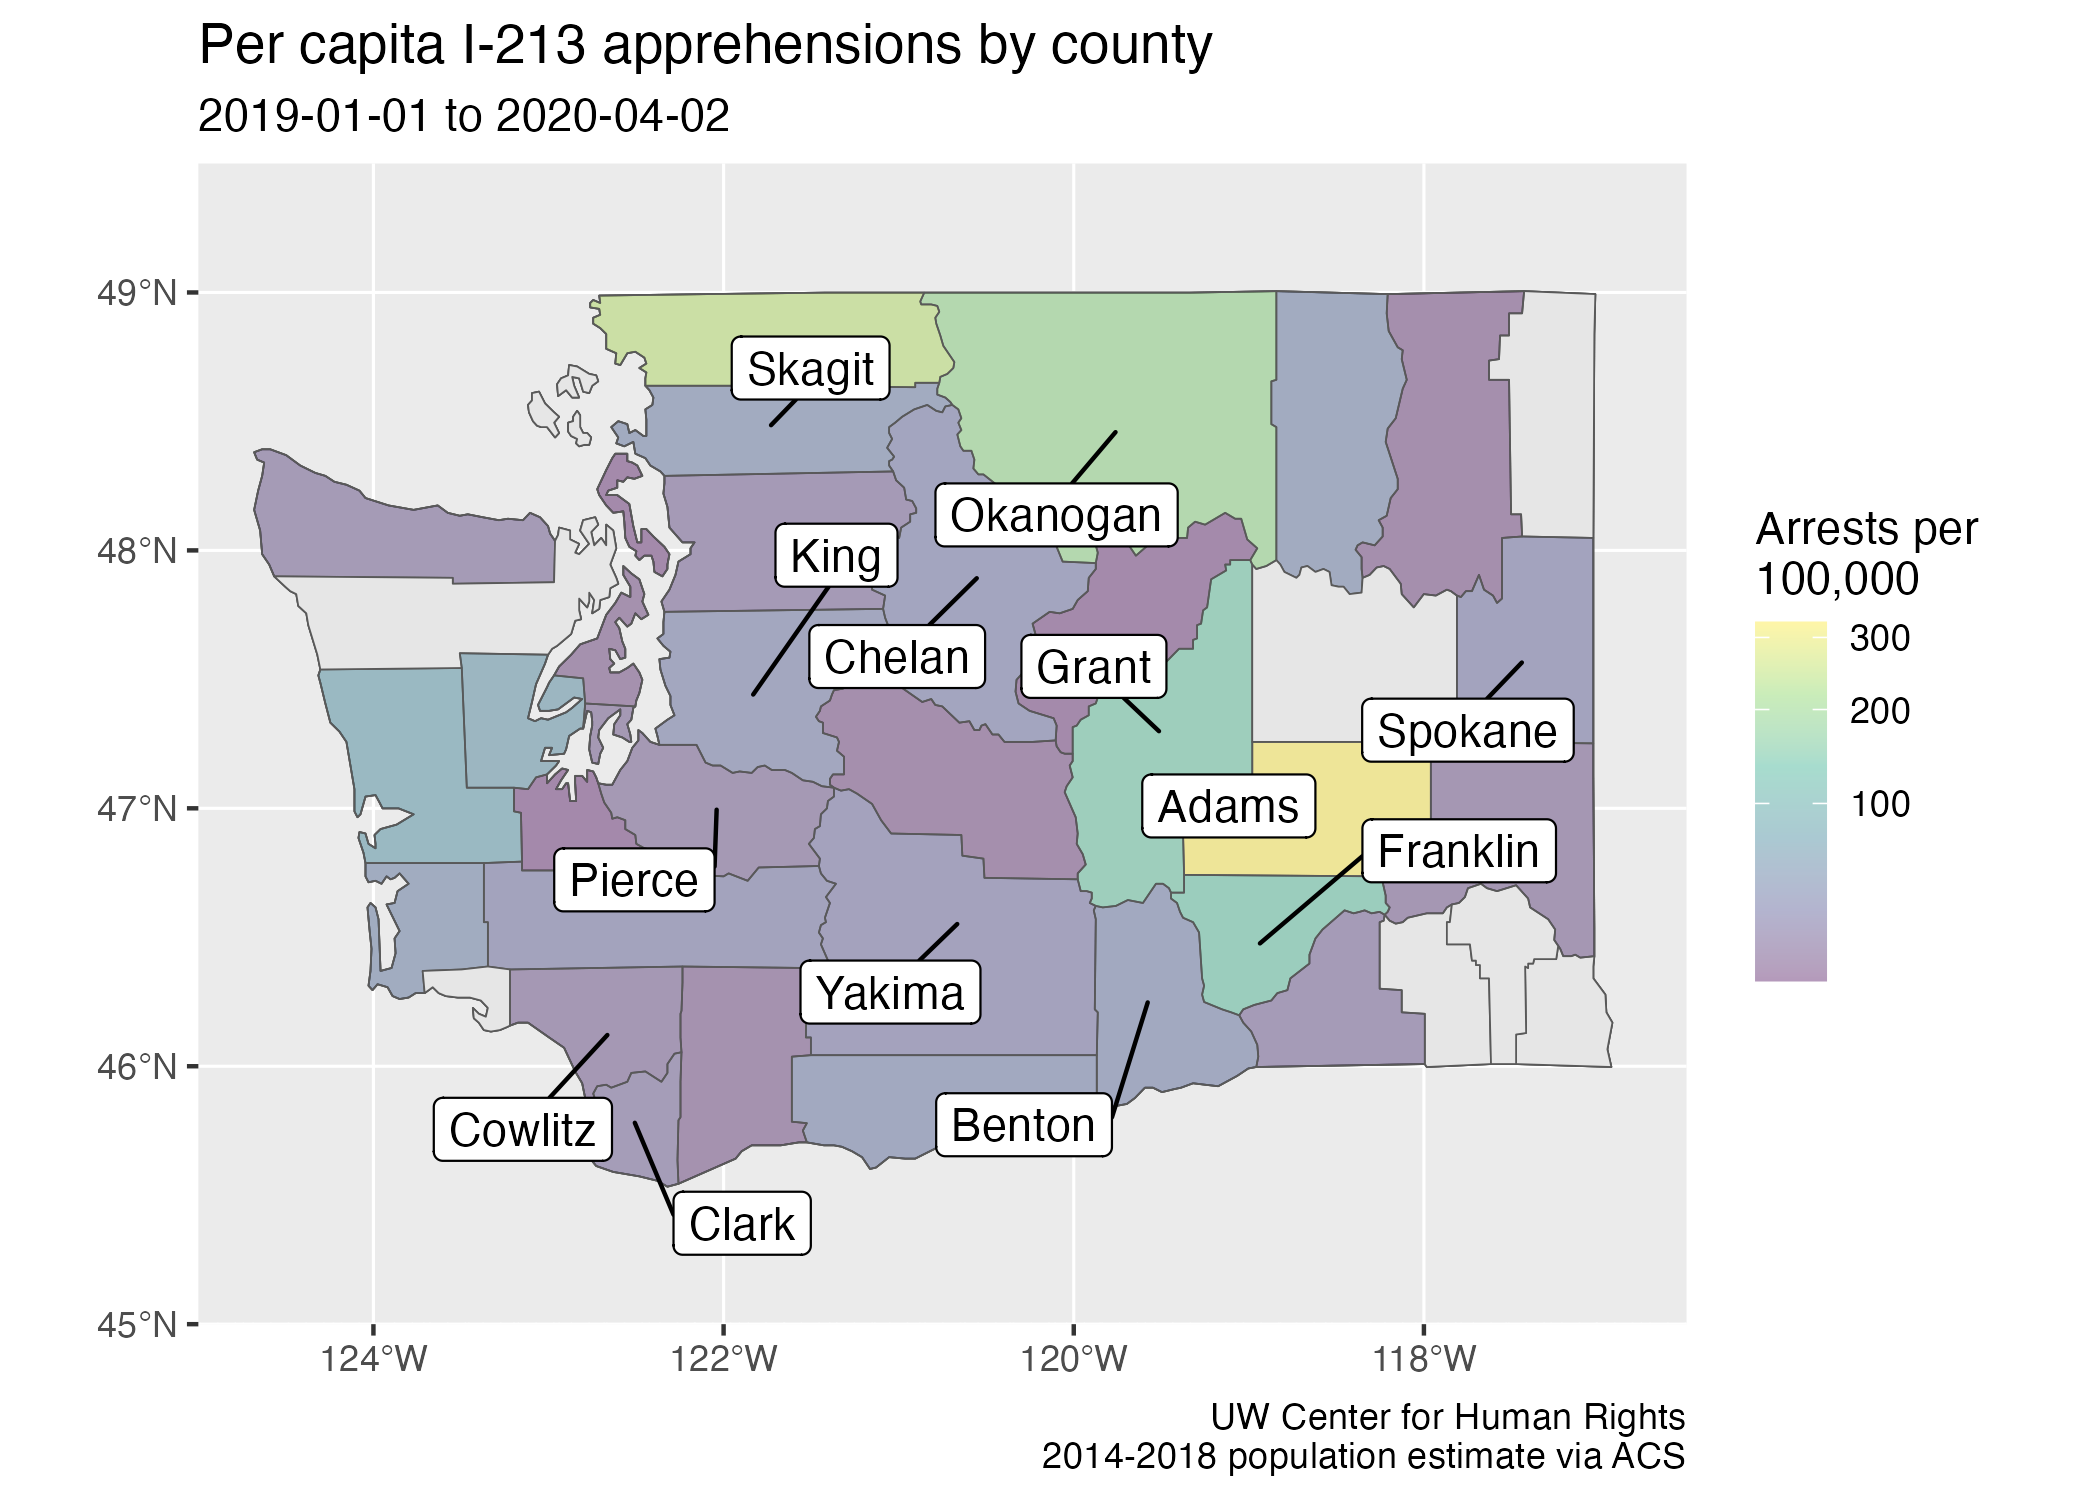 Per capita I-213 apprehensions by county
2019-01-01 to 2020-04-02
49°N
48°N
47°N
46°N
45°N
124°W
122°W
120°W
118°W
Skagit
Okanogan
King
Chelan
Grant
Spokane
Adams
Franklin
Pierce
Yakima
Cowlitz
Benton
Clark
Arrests per
100,000
300
200
100
UW Center for Human Rights
2014-2018 population estimate via ACS